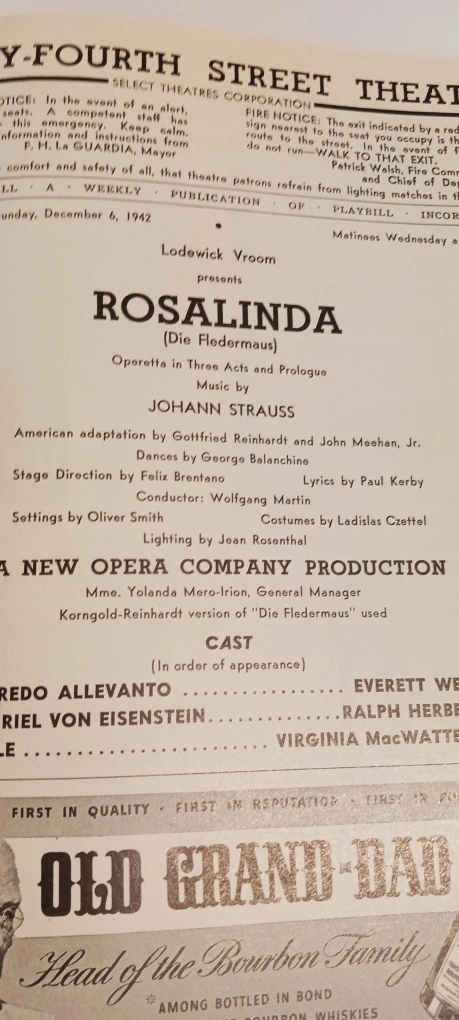 Y-FOURTH STREET THEAT
SELECT THEATRES CORPORATION
OTICE: In the event of an alert,
seats. A competent staff has
this emergency. Keep calm.
nformation and instructions from
F. H. La GUARDIA, Mayor
FIRE NOTICE: The exit indicated by a red
sign nearest to the seat you occupy is th
route to the street. In the event of f
do not run—WALK TO THAT EXIT.
Patrick Walsh, Fire Com
and Chief of Dep
comfort and safety of all, that theatre patrons refrain from lighting matches in th
LL · A · WEEKLY · PUBLICATION · OF · PLAYBILL · INCOR
unday, December 6, 1942
Matinees Wednesday a
Lodewick Vroom
presents
ROSALINDA
(Die Fledermaus)
Operetta in Three Acts and Prologue
Music by
JOHANN STRAUSS
American adaptation by Gottfried Reinhardt and John Meehan, Jr.
Dances by George Balanchine
Stage Direction by Felix Brentano Lyrics by Paul Kerby
Conductor: Wolfgang Martin
Settings by Oliver Smith Costumes by Ladislas Czettel
Lighting by Jean Rosenthal
A NEW OPERA COMPANY PRODUCTION
Mme. Yolanda Mero-Irion, General Manager
Korngold-Reinhardt version of "Die Fledermaus" used
CAST
(In order of appearance)
REDO ALLEVANTO ................ EVERETT WE
RIEL VON EISENSTEIN.............RALPH HERBE
LE ........................ VIRGINIA MacWATTE
FIRST IN QUALITY · FIRST IN REPUTATION · FIRST IN
OLD GRAND-DAD
Head of the Bourbon Family
*AMONG BOTTLED IN BOND
BOURBON WHISKIES